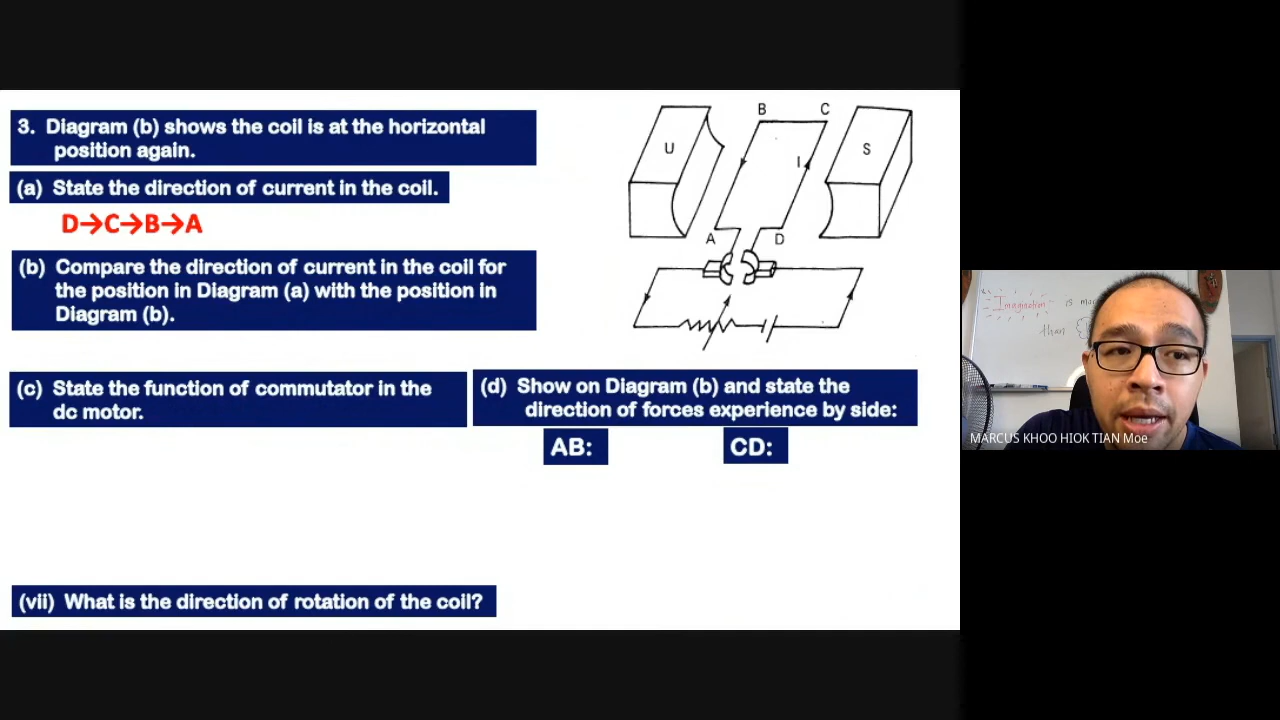 3. Diagram (b) shows the coil is at the horizontal
position again.
(a) State the direction of current in the coil.
D→C→B→A
(b) Compare the direction of current in the coil for
the position in Diagram (a) with the position in
Diagram (b).
(c) State the function of commutator in the
dc motor.
(d) Show on Diagram (b) and state the
direction of forces experience by side:
AB:
CD:
(vii) What is the direction of rotation of the coil?
B C
U
I
S
A D
Imagination is
than
MARCUS KHOO HIOK TIAN Moe